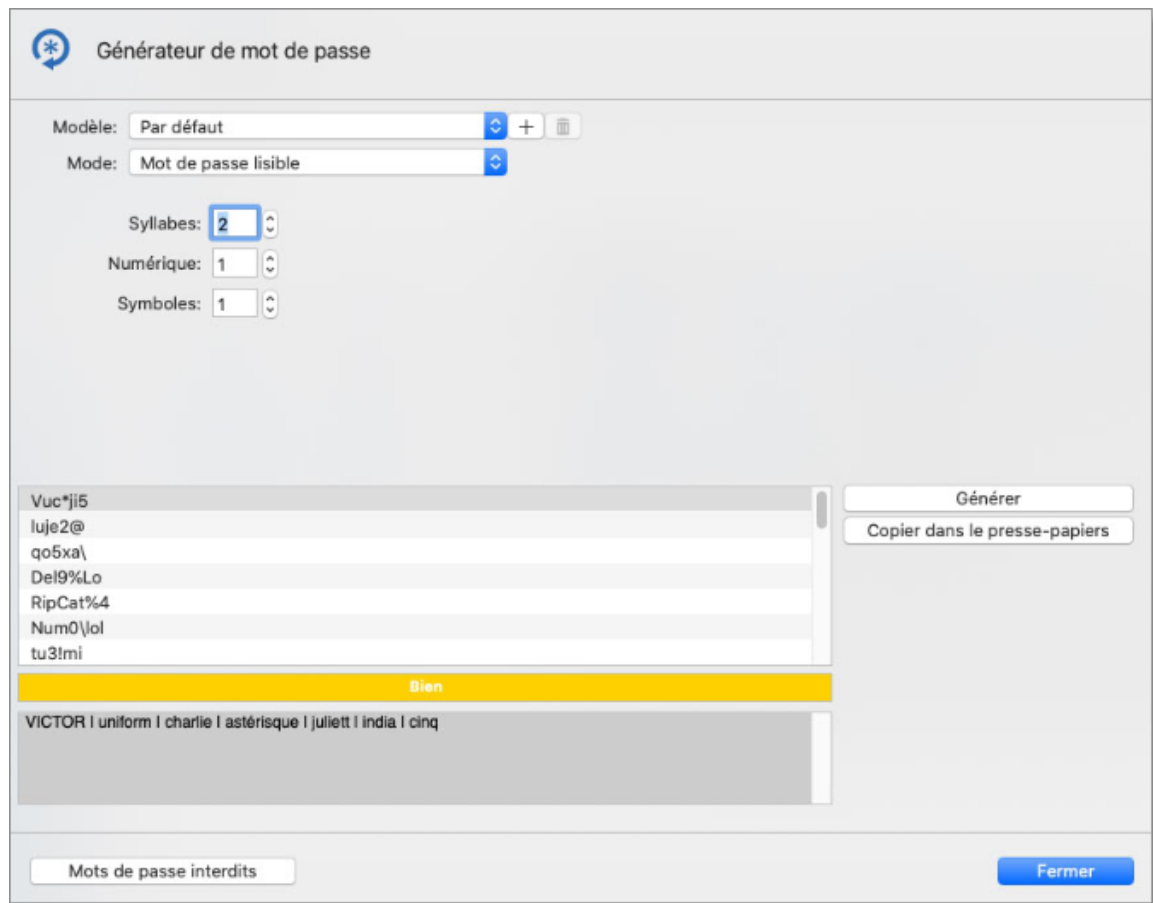 Générateur de mot de passe
Modèle: Par défaut
Mode: Mot de passe lisible
Syllabes: 2
Numérique: 1
Symboles: 1
Vuc*ji5
Générer
luje2@
Copier dans le presse-papiers
qo5xa\
Del9%Lo
RipCat%4
Num0\lol
tu3!mi
Bien
VICTOR | uniform | charlie | astérisque | juliett | india | cinq
Mots de passe interdits
Fermer